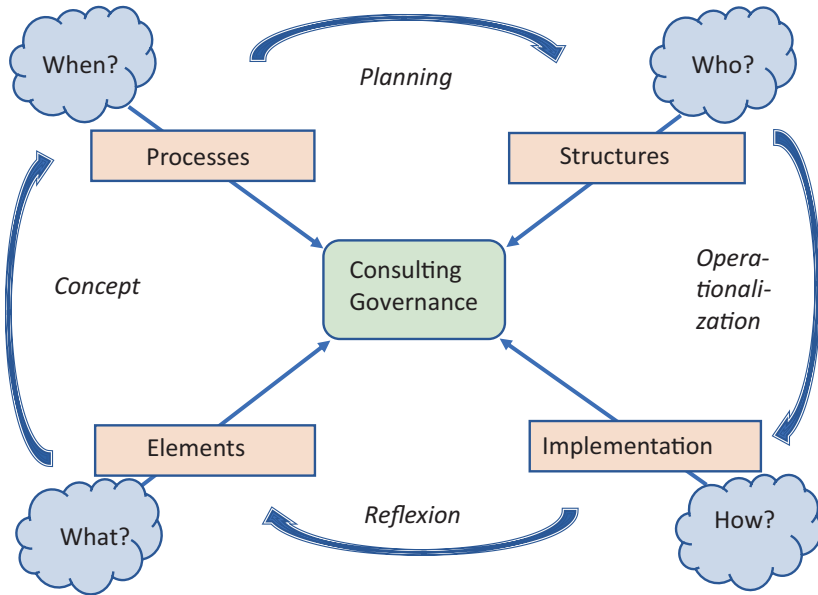 When?
Who?
Planning
Processes
Structures
Concept
Consulting
Governance
Opera-
tionali-
zation
Elements
Implementation
What?
Reflexion
How?